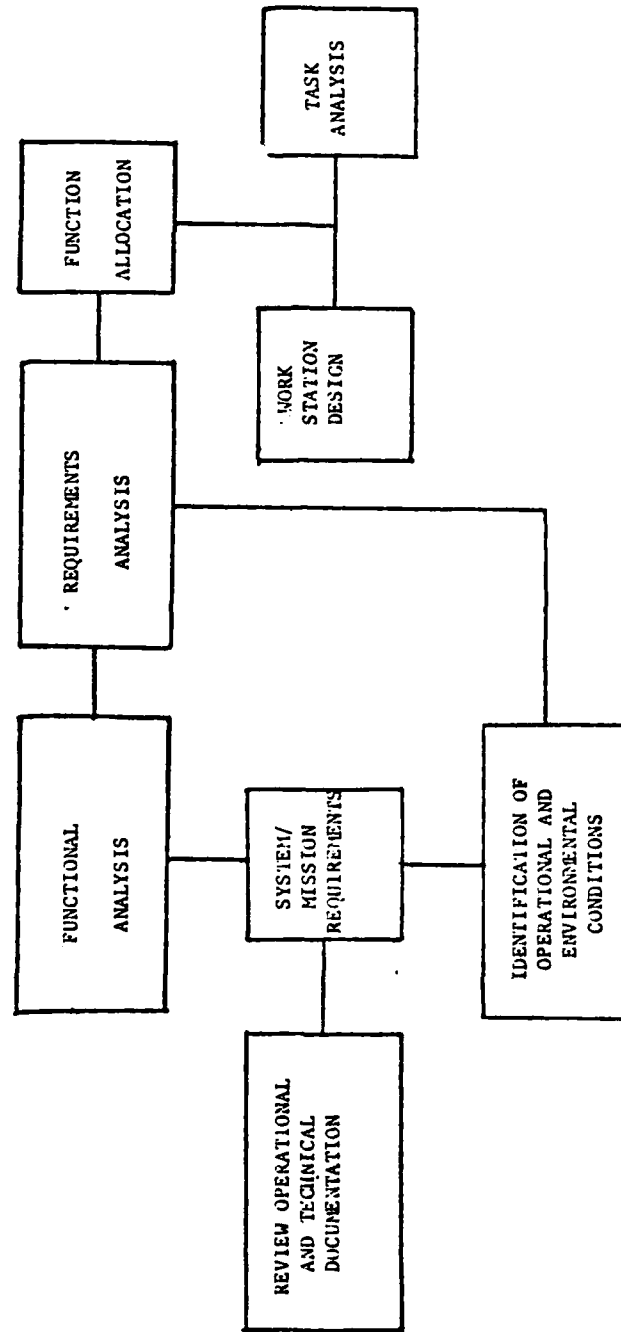 REVIEW OPERATIONAL
AND TECHNICAL
DOCUMENTATION
SYSTEM/
MISSION
REQUIREMENTS
FUNCTIONAL
ANALYSIS
IDENTIFICATION OF
OPERATIONAL AND
ENVIRONMENTAL
CONDITIONS
REQUIREMENTS
ANALYSIS
FUNCTION
ALLOCATION
WORK
STATION
DESIGN
TASK
ANALYSIS